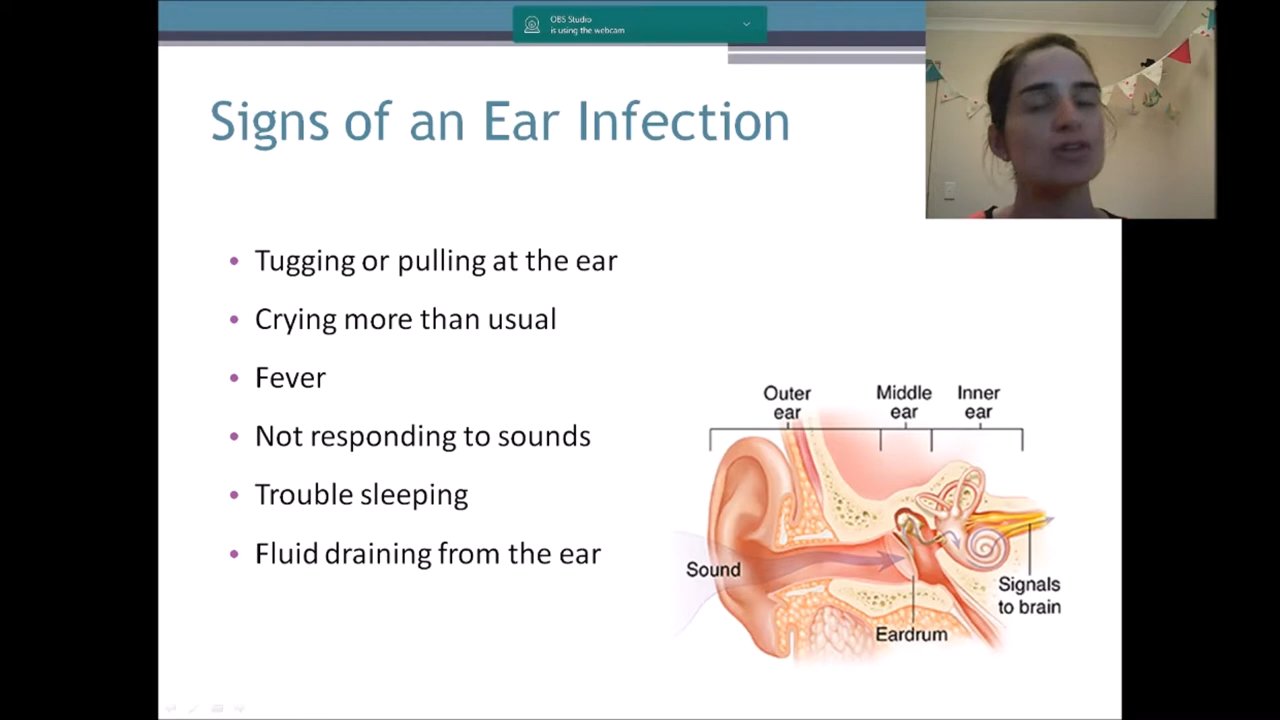 OBS Studio
is using the webcam
Signs of an Ear Infection
Tugging or pulling at the ear
Crying more than usual
Fever
Not responding to sounds
Trouble sleeping
Fluid draining from the ear
Outer
ear
Middle
ear
Inner
ear
Sound
Signals
to brain
Eardrum